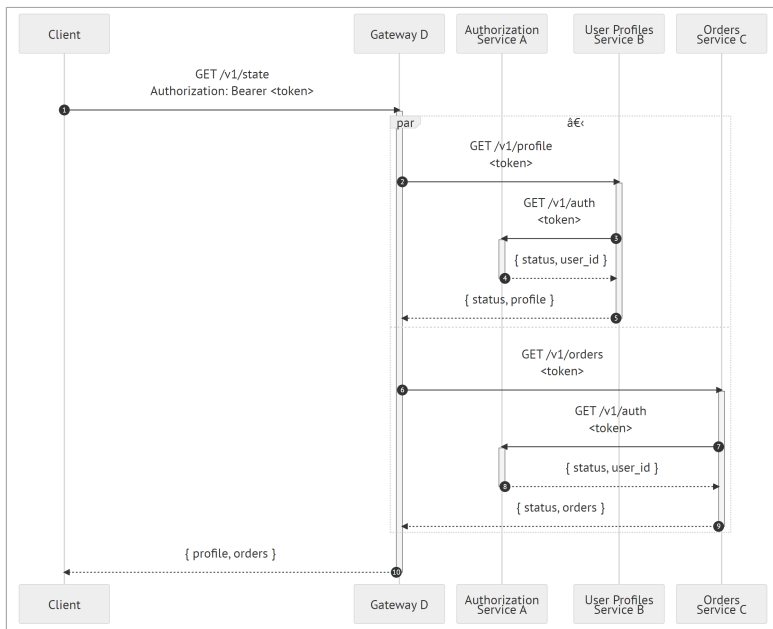 Client
Gateway D
Authorization
Service A
User Profiles
Service B
Orders
Service C
GET /v1/state
Authorization: Bearer <token>
1
par
â€‹
GET /v1/profile
<token>
2
GET /v1/auth
<token>
3
{ status, user_id }
4
{ status, profile }
5
GET /v1/orders
<token>
6
GET /v1/auth
<token>
7
{ status, user_id }
8
{ status, orders }
9
{ profile, orders }
10
Client
Gateway D
Authorization
Service A
User Profiles
Service B
Orders
Service C